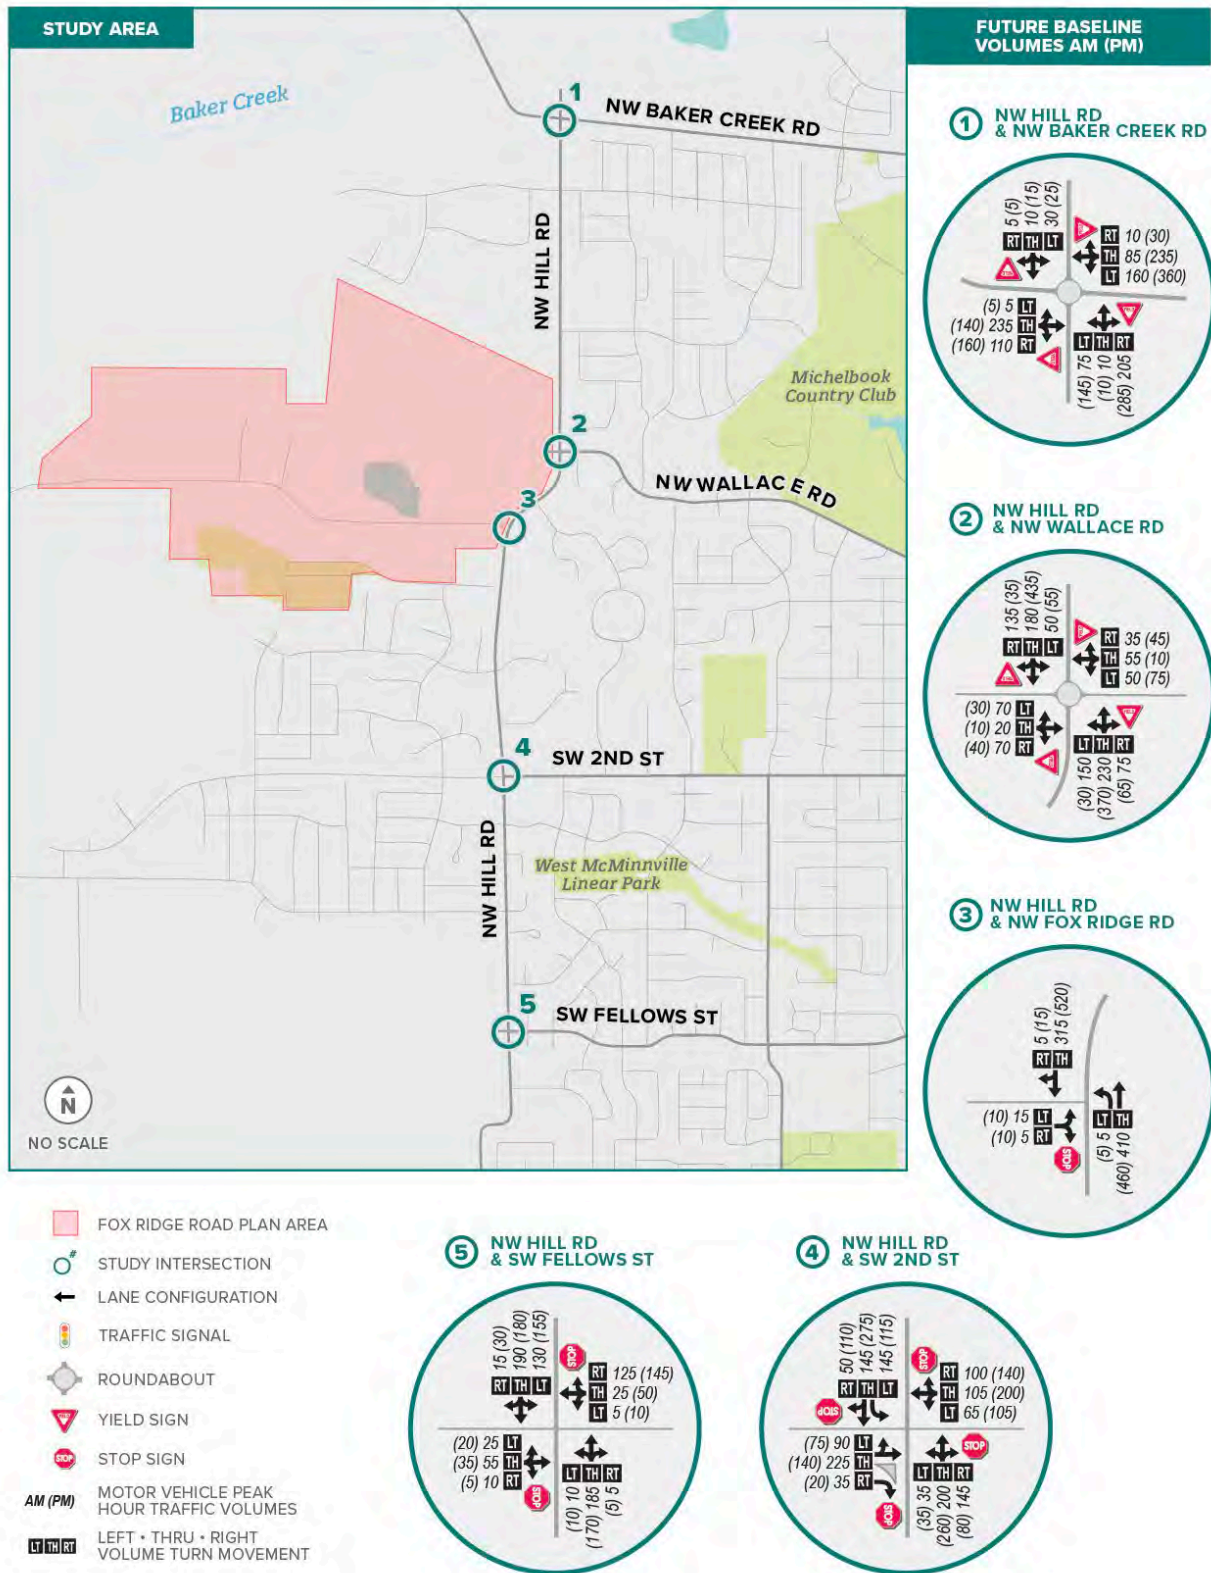 STUDY AREA
FUTURE BASELINE
VOLUMES AM (PM)
Baker Creek
1
NW BAKER CREEK RD
NW HILL RD
Michelbook
Country Club
2
NW WALLACE RD
3
4
SW 2ND ST
NW HILL RD
West McMinnville
Linear Park
5
SW FELLOWS ST
N
NO SCALE
1 NW HILL RD
& NW BAKER CREEK RD
5 (5)
10 (15)
30 (25)
RT TH LT
RT 10 (30)
TH 85 (235)
LT 160 (360)
(5) 5 LT
(140) 235 TH
(160) 110 RT
LT TH RT
(145) 75
(10) 10
(285) 205
2 NW HILL RD
& NW WALLACE RD
135 (35)
180 (435)
50 (55)
RT TH LT
RT 35 (45)
TH 55 (10)
LT 50 (75)
(30) 70 LT
(10) 20 TH
(40) 70 RT
LT TH RT
(30) 150
(370) 230
(65) 75
3 NW HILL RD
& NW FOX RIDGE RD
5 (15)
315 (520)
RT TH
(10) 15 LT
(10) 5 RT
STOP
LT TH
(5) 5
(460) 410
FOX RIDGE ROAD PLAN AREA
# STUDY INTERSECTION
LANE CONFIGURATION
TRAFFIC SIGNAL
ROUNDABOUT
YIELD SIGN
STOP STOP SIGN
AM (PM) MOTOR VEHICLE PEAK
HOUR TRAFFIC VOLUMES
LT TH RT LEFT • THRU • RIGHT
VOLUME TURN MOVEMENT
5 NW HILL RD
& SW FELLOWS ST
15 (30)
190 (180)
130 (155)
RT TH LT
STOP
RT 125 (145)
TH 25 (50)
LT 5 (10)
(20) 25 LT
(35) 55 TH
(5) 10 RT
STOP
LT TH RT
(10) 10
(170) 185
(5) 5
4 NW HILL RD
& SW 2ND ST
50 (110)
145 (275)
145 (115)
RT TH LT
STOP
STOP
RT 100 (140)
TH 105 (200)
LT 65 (105)
(75) 90 LT
(140) 225 TH
(20) 35 RT
STOP
STOP
LT TH RT
(35) 35
(260) 200
(80) 145